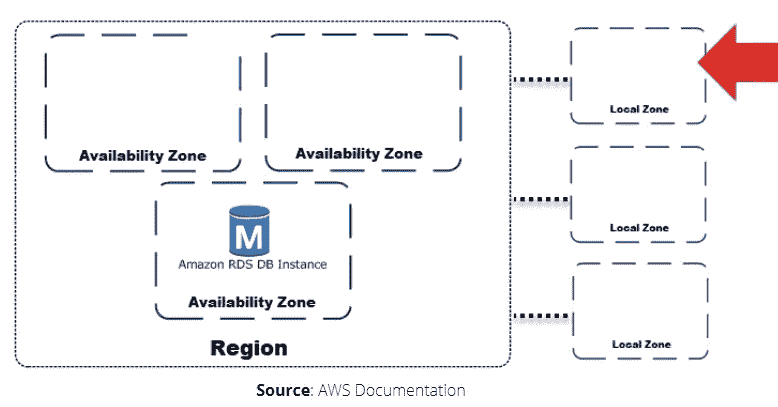 Availability Zone
Availability Zone
Local Zone
M
Amazon RDS DB Instance
Availability Zone
Local Zone
Region
Local Zone
Source: AWS Documentation